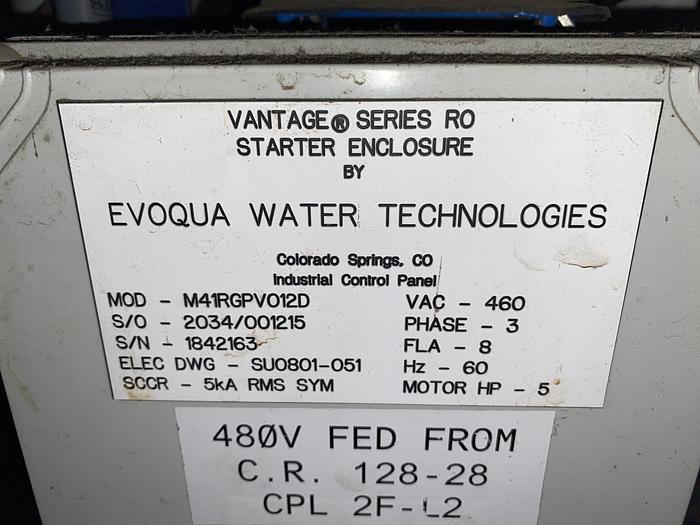 VANTAGE® SERIES RO
STARTER ENCLOSURE
BY
EVOQUA WATER TECHNOLOGIES
Colorado Springs, CO
Industrial Control Panel
MOD - M41RGPV012D VAC - 460
S/O - 2034/001215 PHASE - 3
S/N - 1842163 FLA - 8
ELEC DWG - SU0801-051 Hz - 60
SCCR - 5kA RMS SYM MOTOR HP - 5
480V FED FROM
C.R. 128-28
CPL 2F-L2